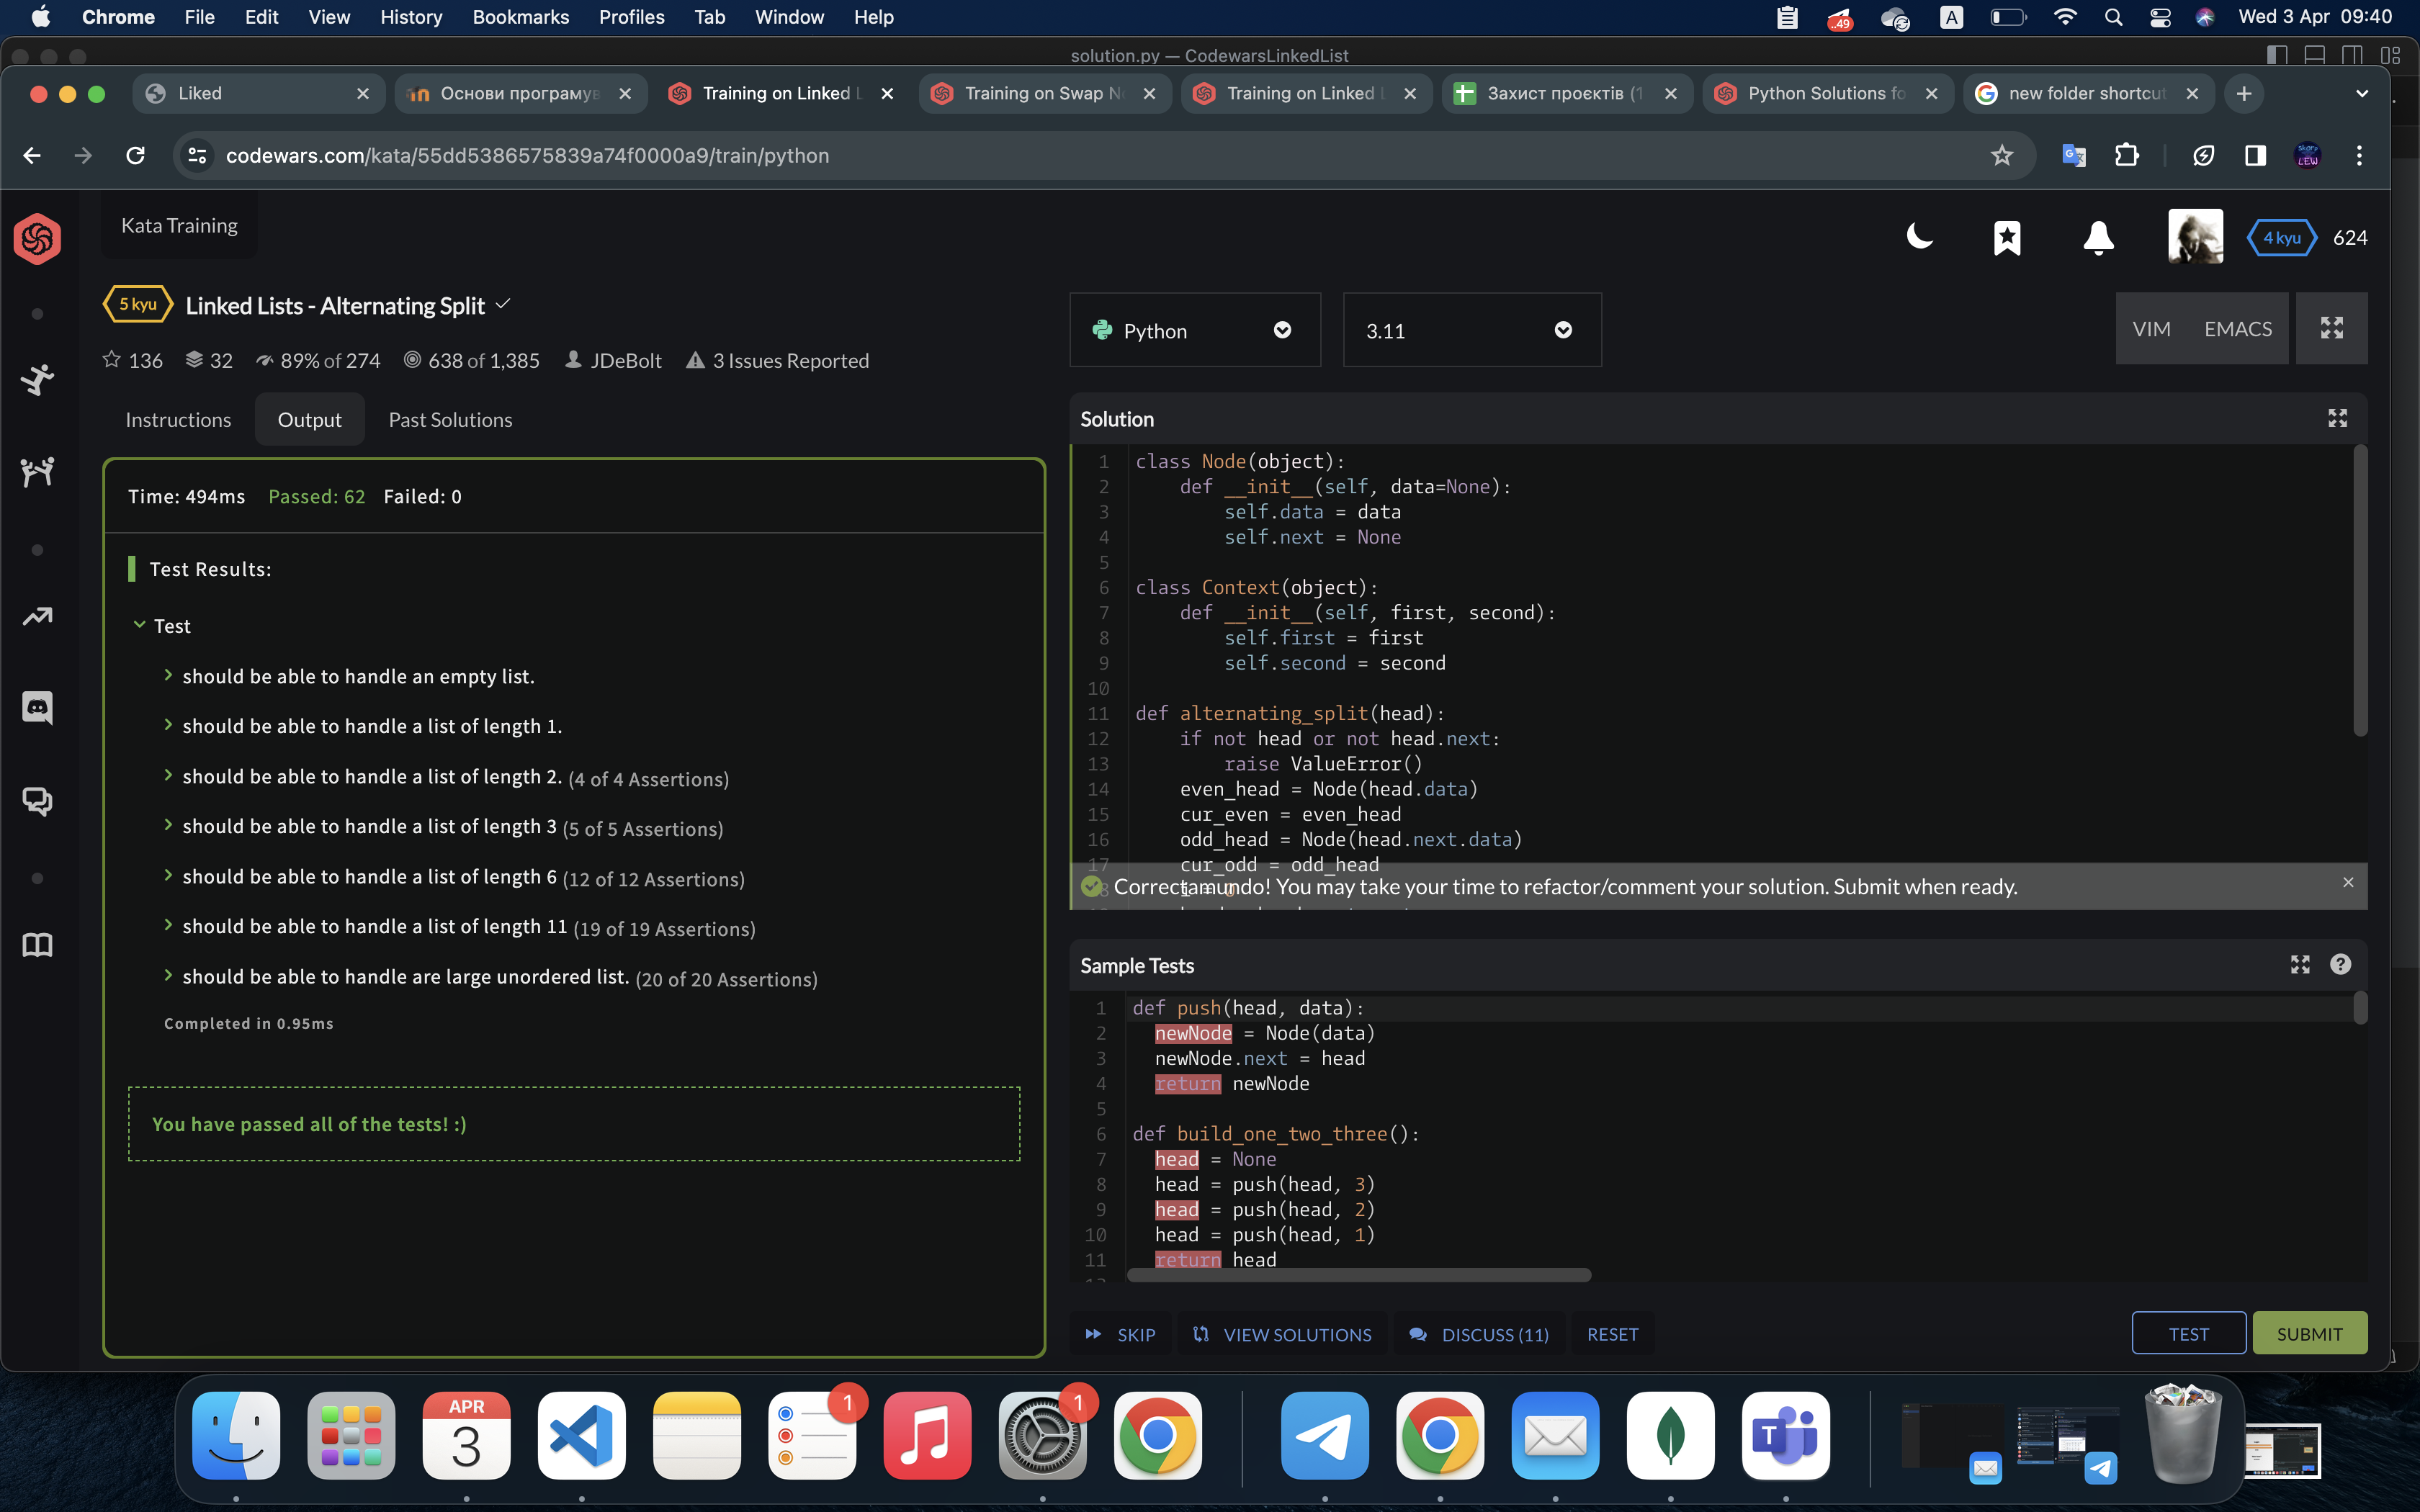 Chrome File Edit View History Bookmarks Profiles Tab Window Help
..49 A Wed 3 Apr 09:40
solution.py — CodewarsLinkedList
Liked
Основи програмув
Training on Linked L
Training on Swap N
Training on Linked L
Захист проєктів (1
Python Solutions fo
new folder shortcut
codewars.com/kata/55dd5386575839a74f0000a9/train/python
Kata Training
4 kyu 624
5 kyu Linked Lists - Alternating Split
136 32 89% of 274 638 of 1,385 JDeBolt 3 Issues Reported
Instructions Output Past Solutions
Time: 494ms Passed: 62 Failed: 0
Test Results:
Test
should be able to handle an empty list.
should be able to handle a list of length 1.
should be able to handle a list of length 2. (4 of 4 Assertions)
should be able to handle a list of length 3 (5 of 5 Assertions)
should be able to handle a list of length 6 (12 of 12 Assertions)
should be able to handle a list of length 11 (19 of 19 Assertions)
should be able to handle are large unordered list. (20 of 20 Assertions)
Completed in 0.95ms
You have passed all of the tests! :)
Python 3.11 VIM EMACS
Solution
1 class Node(object):
2 def __init__(self, data=None):
3 self.data = data
4 self.next = None
5
6 class Context(object):
7 def __init__(self, first, second):
8 self.first = first
9 self.second = second
10
11 def alternating_split(head):
12 if not head or not head.next:
13 raise ValueError()
14 even_head = Node(head.data)
15 cur_even = even_head
16 odd_head = Node(head.next.data)
17 cur_odd = odd_head
Correctamundo! You may take your time to refactor/comment your solution. Submit when ready.
Sample Tests
1 def push(head, data):
2 newNode = Node(data)
3 newNode.next = head
4 return newNode
5
6 def build_one_two_three():
7 head = None
8 head = push(head, 3)
9 head = push(head, 2)
10 head = push(head, 1)
11 return head
SKIP VIEW SOLUTIONS DISCUSS (11) RESET TEST SUBMIT
APR
3
1
1
T